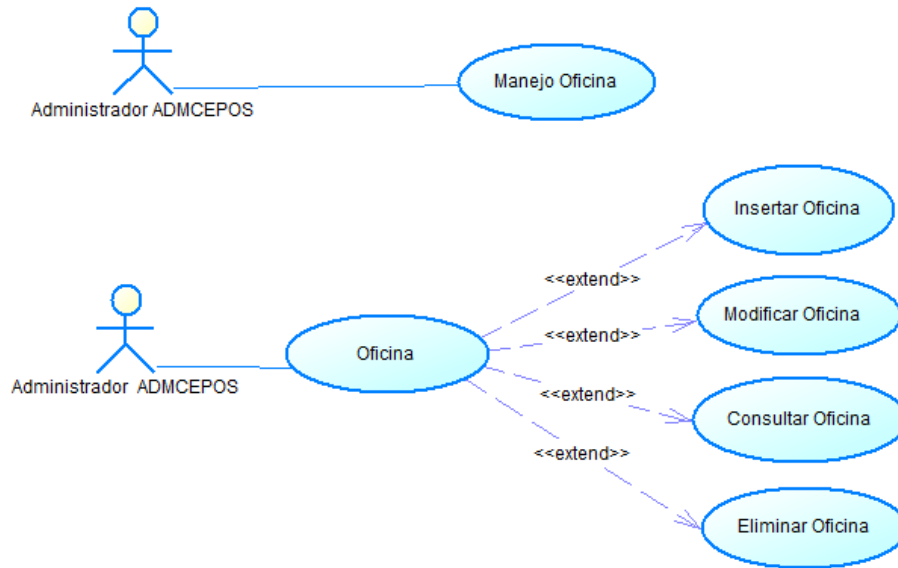 Manejo Oficina
Administrador ADMCEPOS
Insertar Oficina
<<extend>>
Modificar Oficina
<<extend>>
Oficina
Administrador ADMCEPOS
<<extend>>
Consultar Oficina
<<extend>>
Eliminar Oficina